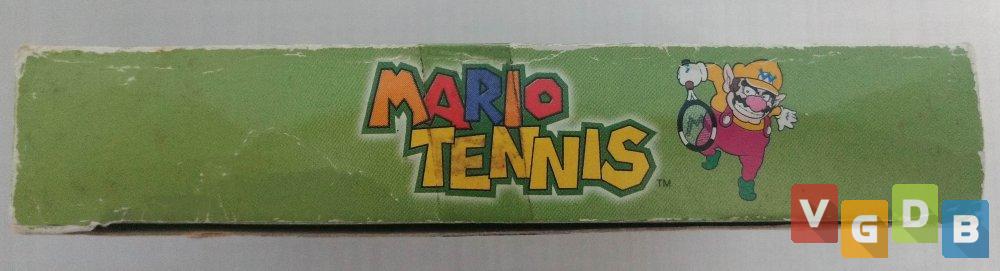 MARIO
TENNIS
TM
VGDB